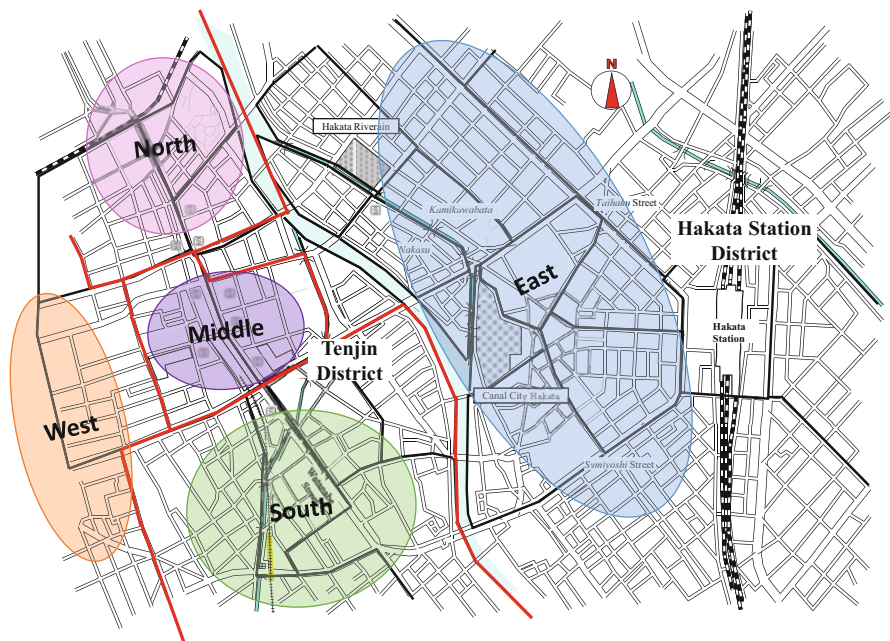 N
North
Hakata Riverain
Kamikawabata
Taihaku Street
Nakasu
Hakata Station
District
East
Middle
Hakata
Station
Tenjin
District
Canal City Hakata
West
Sumiyoshi Street
South